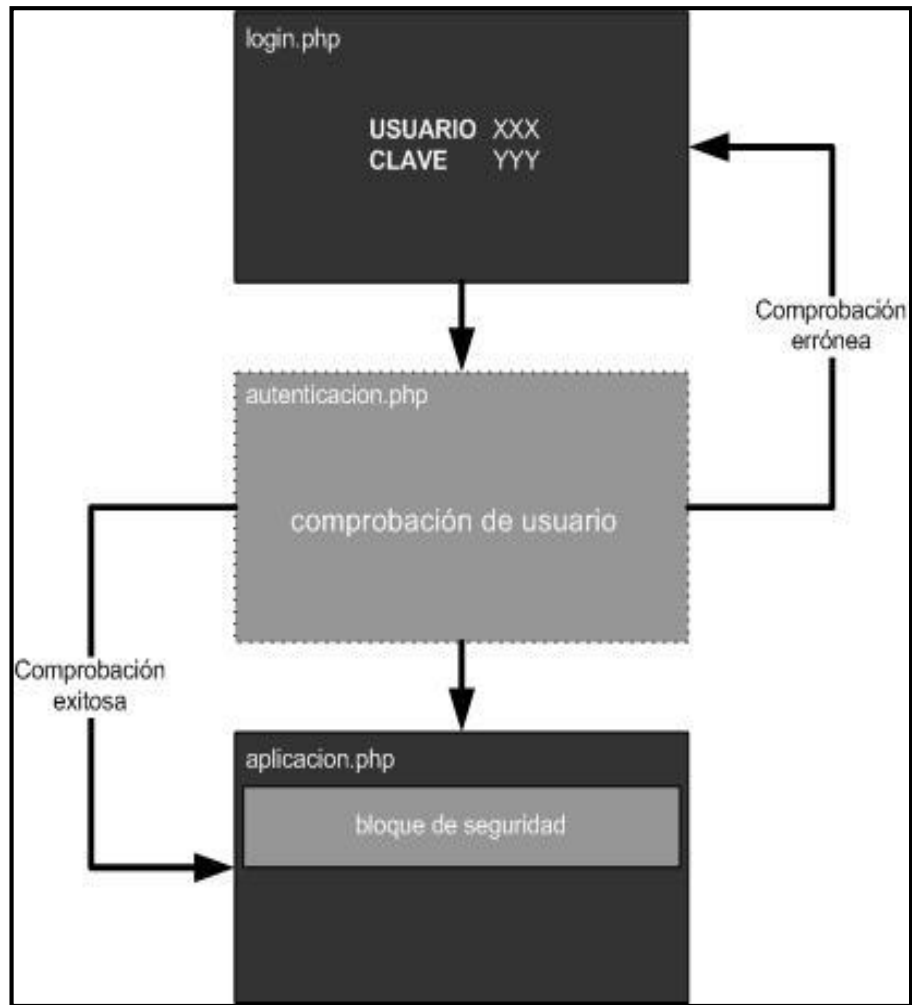 login.php
USUARIO XXX
CLAVE YYY
Comprobación
errónea
autenticacion.php
comprobación de usuario
Comprobación
exitosa
aplicacion.php
bloque de seguridad